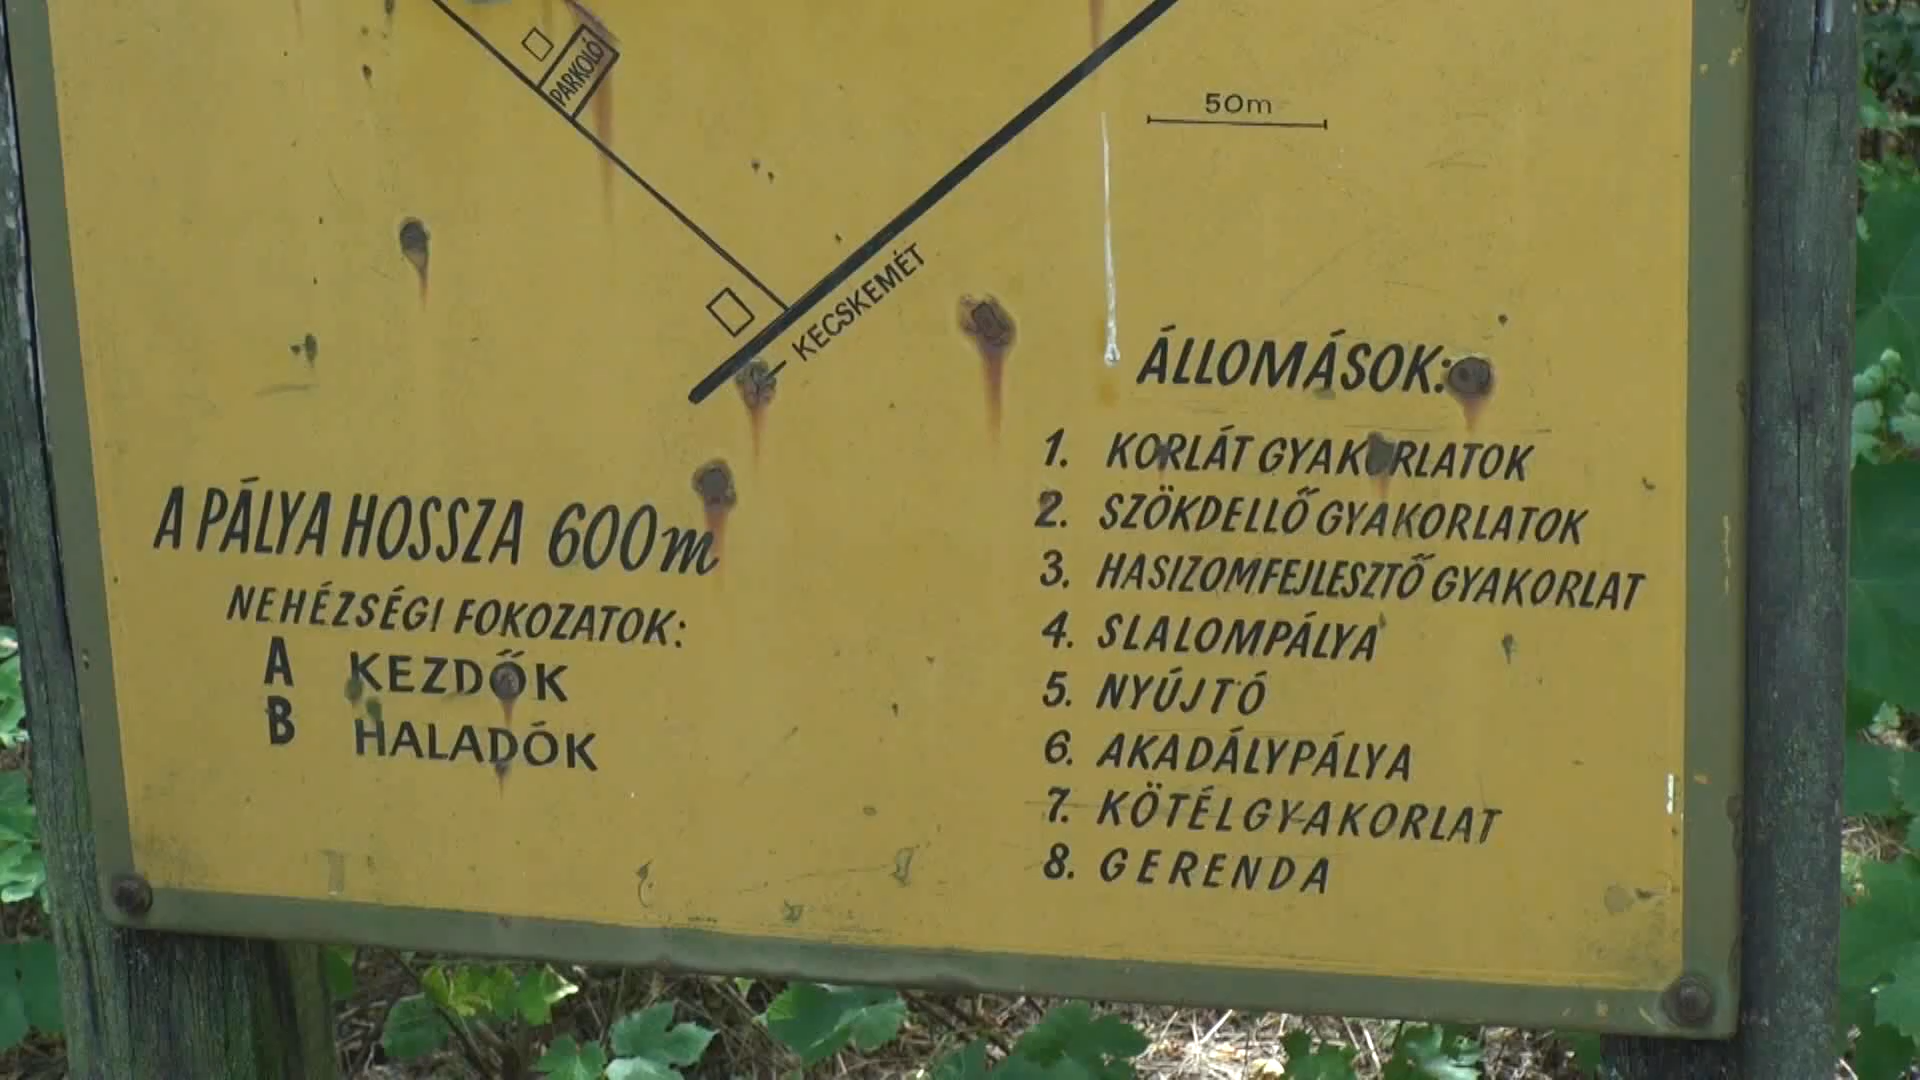 PARKOLÓ
50m
KECSKEMÉT
A PÁLYA HOSSZA 600m
NEHÉZSÉGI FOKOZATOK:
A KEZDŐK
B HALADÓK
ÁLLOMÁSOK:
1. KORLÁT GYAKORLATOK
2. SZÖKDELLŐ GYAKORLATOK
3. HASIZOMFEJLESZTŐ GYAKORLAT
4. SLALOMPÁLYA
5. NYÚJTÓ
6. AKADÁLYPÁLYA
7. KÖTÉLGYAKORLAT
8. GERENDA